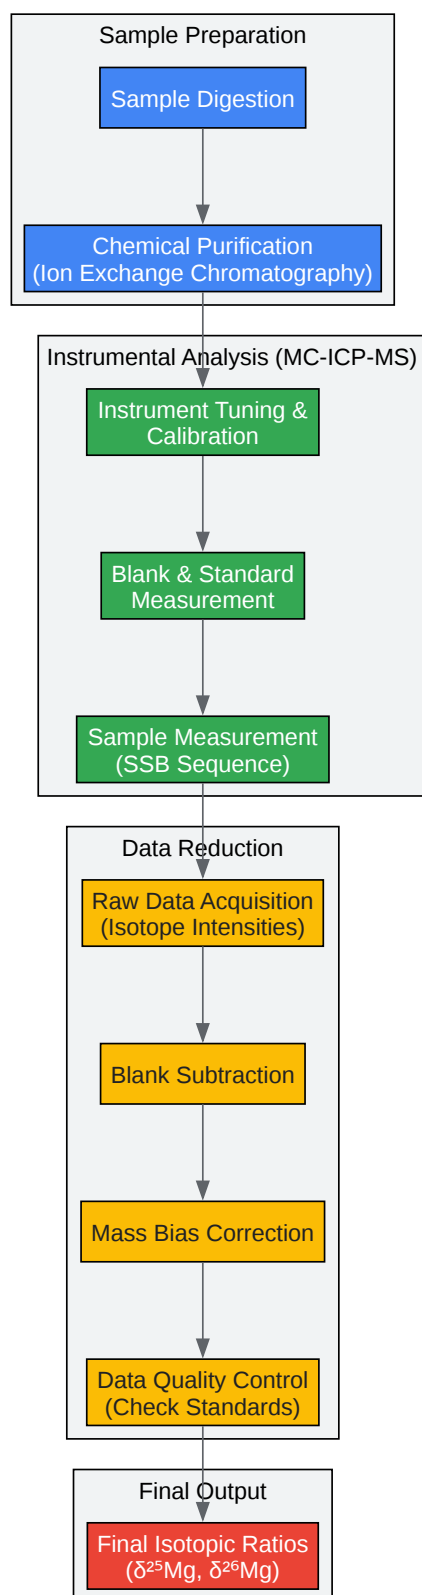 Sample Preparation
Sample Digestion
Chemical Purification
(Ion Exchange Chromatography)
Instrumental Analysis (MC-ICP-MS)
Instrument Tuning &
Calibration
Blank & Standard
Measurement
Sample Measurement
(SSB Sequence)
Data Reduction
Raw Data Acquisition
(Isotope Intensities)
Blank Subtraction
Mass Bias Correction
Data Quality Control
(Check Standards)
Final Output
Final Isotopic Ratios
(δ²⁵Mg, δ²⁶Mg)